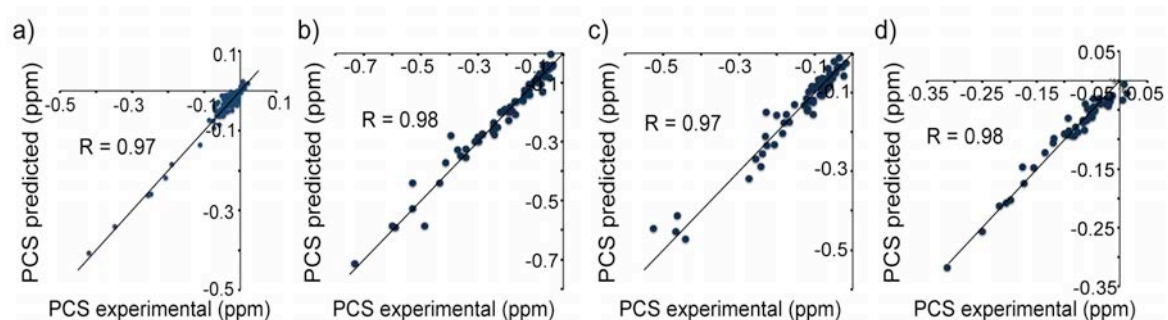 a)
PCS predicted (ppm)
0.1
-0.5
-0.3
-0.1
0.1
-0.1
-0.3
-0.5
R = 0.97
PCS experimental (ppm)
b)
PCS predicted (ppm)
-0.7
-0.5
-0.3
-0.1
-0.1
-0.3
-0.5
-0.7
R = 0.98
PCS experimental (ppm)
c)
PCS predicted (ppm)
-0.5
-0.3
-0.1
-0.1
-0.3
-0.5
R = 0.97
PCS experimental (ppm)
d)
PCS predicted (ppm)
0.05
-0.35
-0.25
-0.15
-0.05
0.05
-0.05
-0.15
-0.25
-0.35
R = 0.98
PCS experimental (ppm)